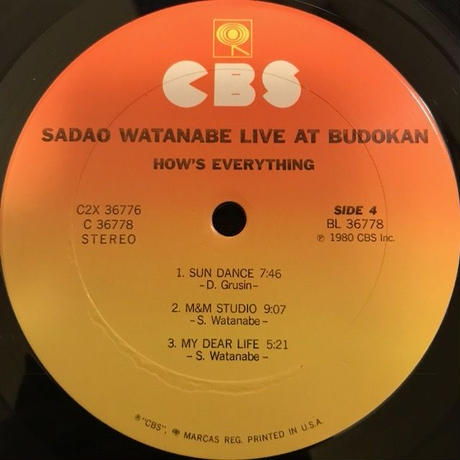 CBS
SADAO WATANABE LIVE AT BUDOKAN
HOW'S EVERYTHING
C2X 36776
C 36778
STEREO
SIDE 4
BL 36778
℗ 1980 CBS Inc.
1. SUN DANCE 7:46
–D. Grusin–
2. M&M STUDIO 9:07
–S. Watanabe–
3. MY DEAR LIFE 5:21
–S. Watanabe–
® "CBS", MARCAS REG. PRINTED IN U.S.A.